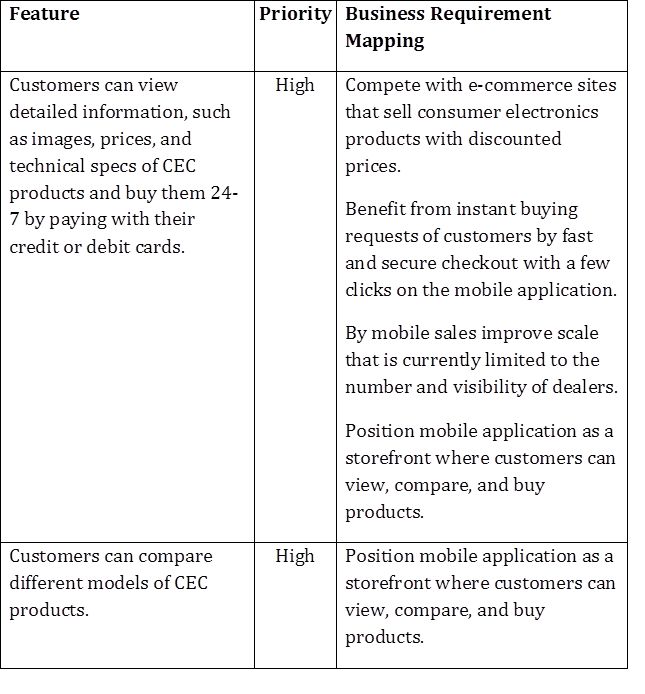 Feature
Priority
Business Requirement
Mapping
Customers can view
detailed information, such
as images, prices, and
technical specs of CEC
products and buy them 24-
7 by paying with their
credit or debit cards.
High
Compete with e-commerce sites
that sell consumer electronics
products with discounted
prices.
Benefit from instant buying
requests of customers by fast
and secure checkout with a few
clicks on the mobile application.
By mobile sales improve scale
that is currently limited to the
number and visibility of dealers.
Position mobile application as a
storefront where customers can
view, compare, and buy
products.
Customers can compare
different models of CEC
products.
High
Position mobile application as a
storefront where customers can
view, compare, and buy
products.